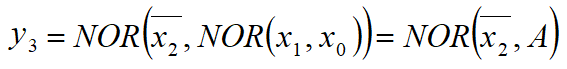 y₃ = NOR(x̅₂, NOR(x₁, x₀)) = NOR(x̅₂, A)